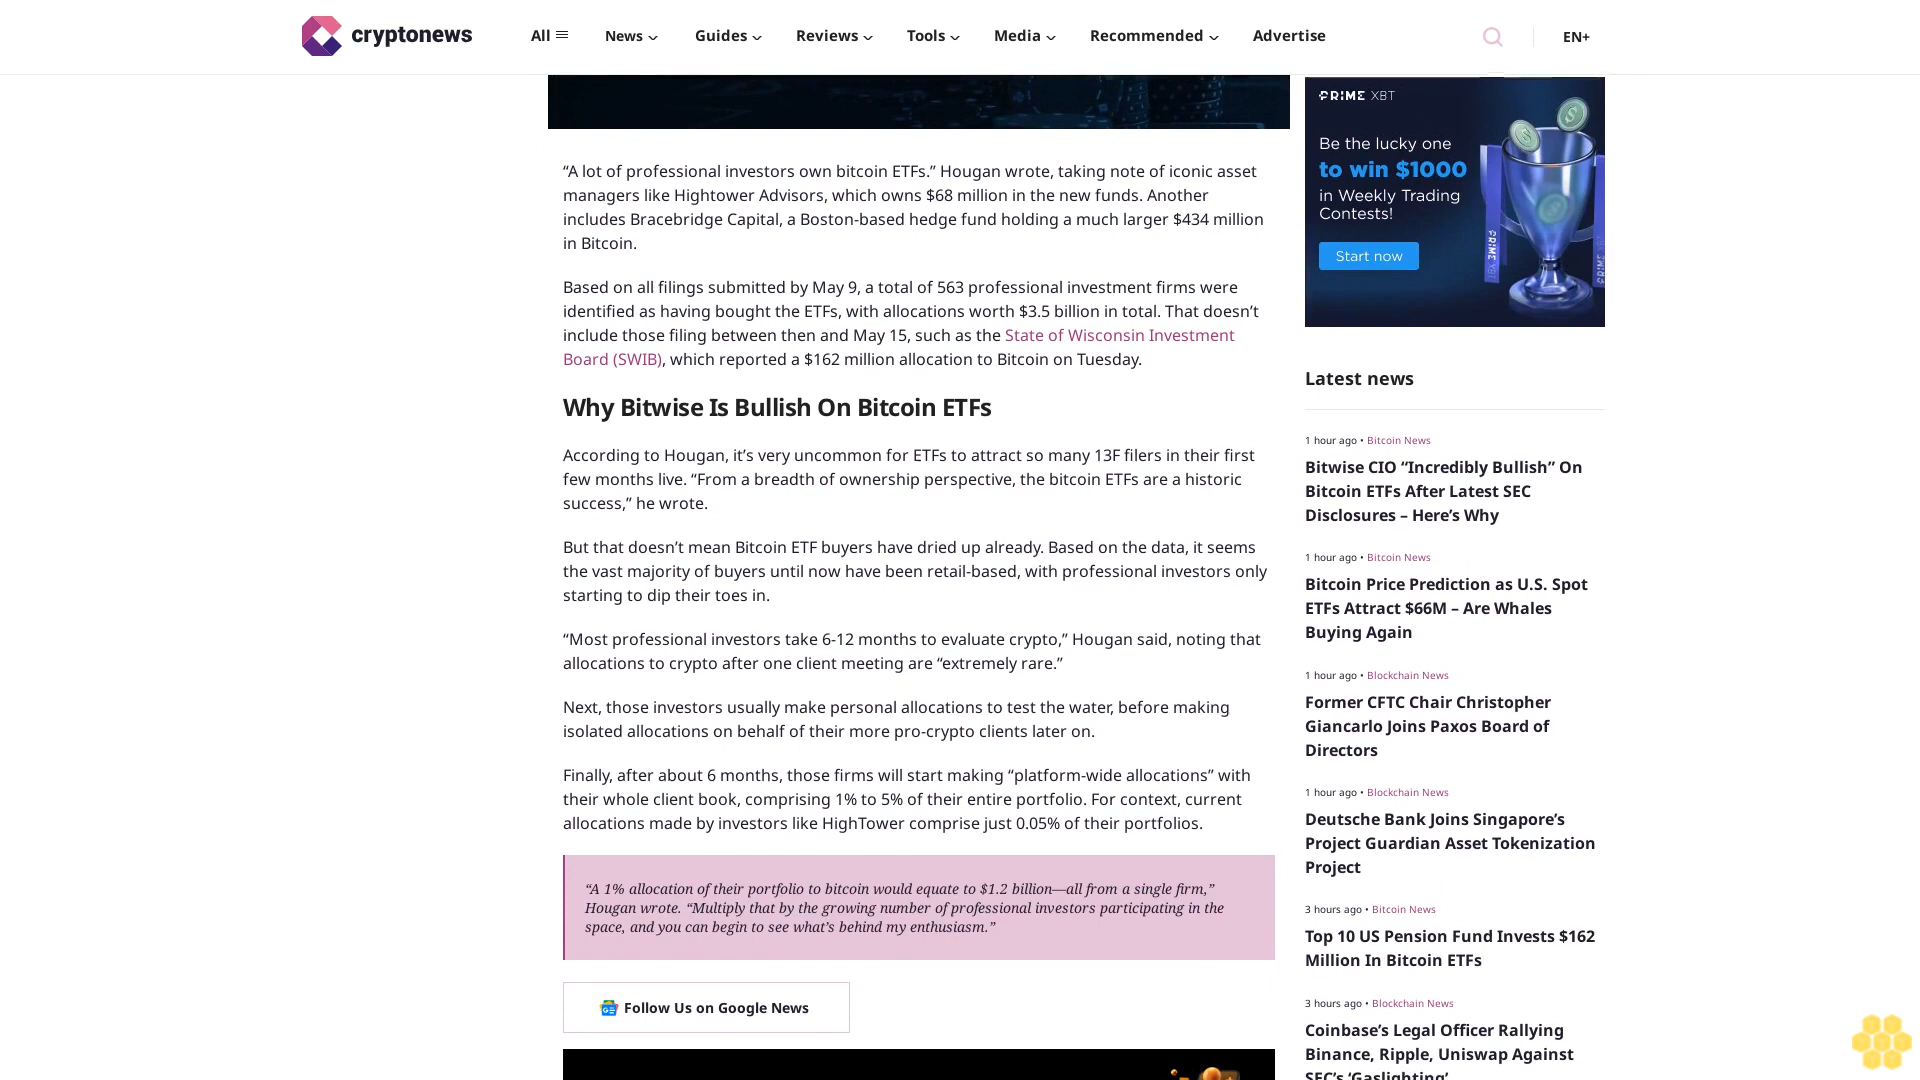 cryptonews
All
News
Guides
Reviews
Tools
Media
Recommended
Advertise
EN+
“A lot of professional investors own bitcoin ETFs.” Hougan wrote, taking note of iconic asset
managers like Hightower Advisors, which owns $68 million in the new funds. Another
includes Bracebridge Capital, a Boston-based hedge fund holding a much larger $434 million
in Bitcoin.
Based on all filings submitted by May 9, a total of 563 professional investment firms were
identified as having bought the ETFs, with allocations worth $3.5 billion in total. That doesn’t
include those filing between then and May 15, such as the State of Wisconsin Investment
Board (SWIB), which reported a $162 million allocation to Bitcoin on Tuesday.
Why Bitwise Is Bullish On Bitcoin ETFs
According to Hougan, it’s very uncommon for ETFs to attract so many 13F filers in their first
few months live. “From a breadth of ownership perspective, the bitcoin ETFs are a historic
success,” he wrote.
But that doesn’t mean Bitcoin ETF buyers have dried up already. Based on the data, it seems
the vast majority of buyers until now have been retail-based, with professional investors only
starting to dip their toes in.
“Most professional investors take 6-12 months to evaluate crypto,” Hougan said, noting that
allocations to crypto after one client meeting are “extremely rare.”
Next, those investors usually make personal allocations to test the water, before making
isolated allocations on behalf of their more pro-crypto clients later on.
Finally, after about 6 months, those firms will start making “platform-wide allocations” with
their whole client book, comprising 1% to 5% of their entire portfolio. For context, current
allocations made by investors like HighTower comprise just 0.05% of their portfolios.
“A 1% allocation of their portfolio to bitcoin would equate to $1.2 billion—all from a single firm,”
Hougan wrote. “Multiply that by the growing number of professional investors participating in the
space, and you can begin to see what’s behind my enthusiasm.”
Follow Us on Google News
PRIME XBT
Be the lucky one
to win $1000
in Weekly Trading
Contests!
Start now
PRIME XBT
PRIME
Latest news
1 hour ago • Bitcoin News
Bitwise CIO “Incredibly Bullish” On
Bitcoin ETFs After Latest SEC
Disclosures – Here’s Why
1 hour ago • Bitcoin News
Bitcoin Price Prediction as U.S. Spot
ETFs Attract $66M – Are Whales
Buying Again
1 hour ago • Blockchain News
Former CFTC Chair Christopher
Giancarlo Joins Paxos Board of
Directors
1 hour ago • Blockchain News
Deutsche Bank Joins Singapore’s
Project Guardian Asset Tokenization
Project
3 hours ago • Bitcoin News
Top 10 US Pension Fund Invests $162
Million In Bitcoin ETFs
3 hours ago • Blockchain News
Coinbase’s Legal Officer Rallying
Binance, Ripple, Uniswap Against
SEC’s ‘Gaslighting’